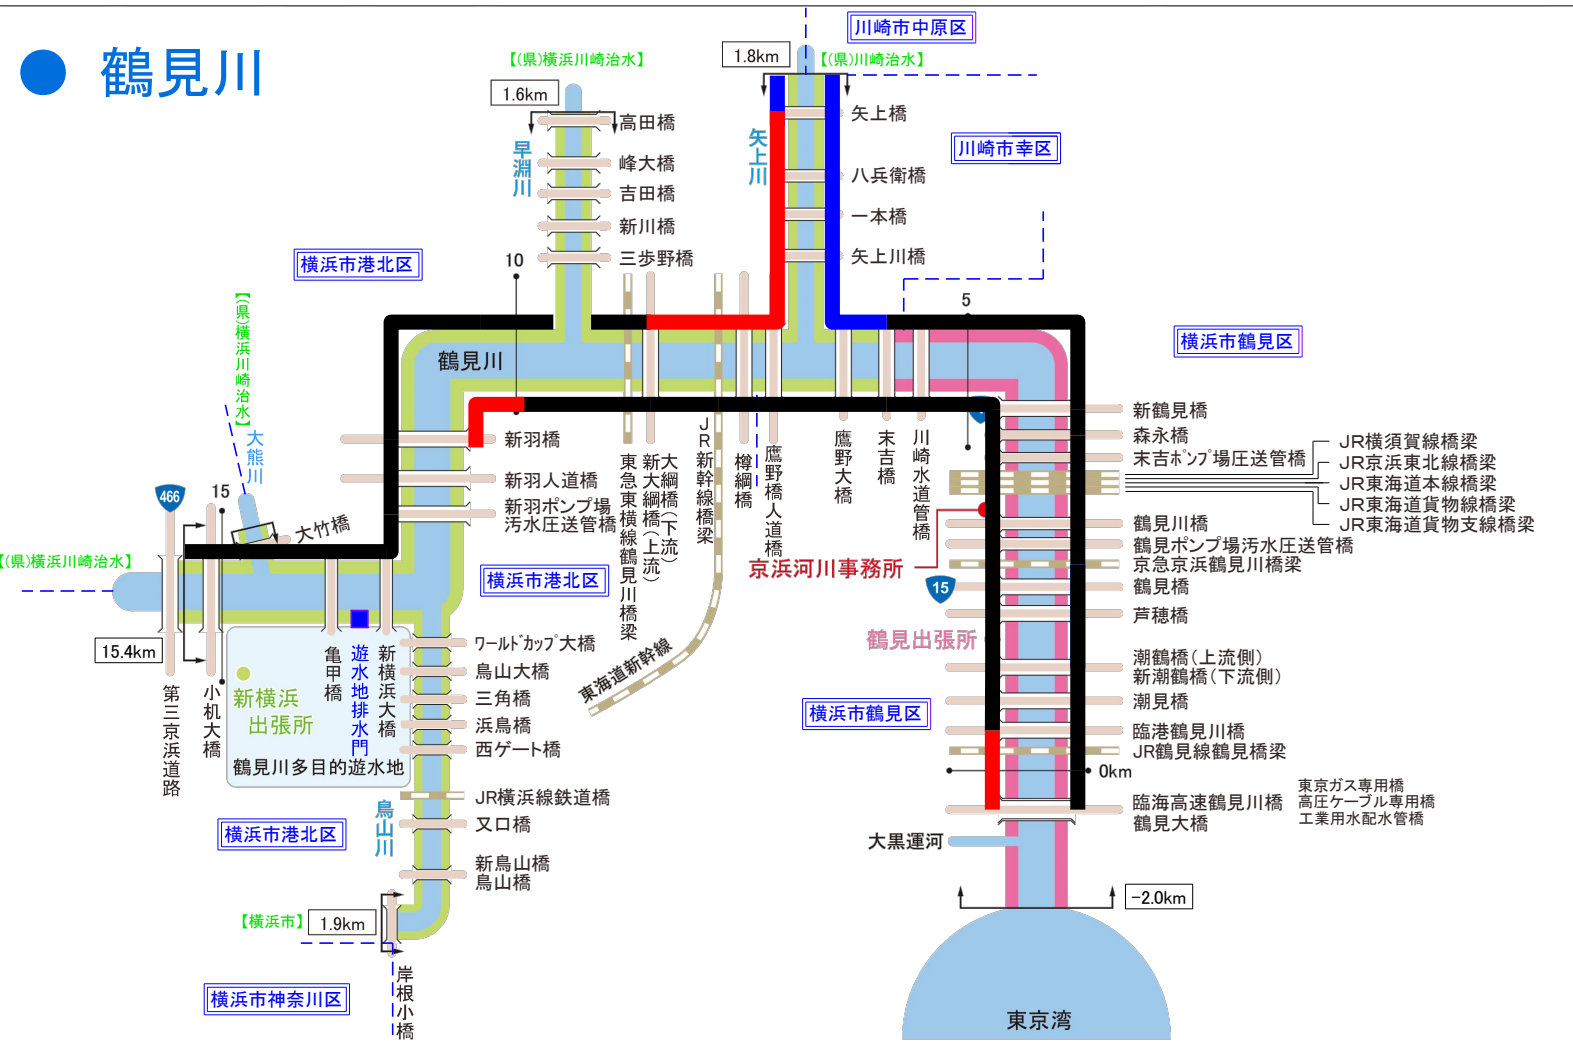 鶴見川
川崎市中原区
【(県)横浜川崎治水】
1.8km
【(県)川崎治水】
1.6km
高田橋
矢上橋
早淵川
矢上川
川崎市幸区
峰大橋
八兵衛橋
吉田橋
一本橋
新川橋
三歩野橋
矢上川橋
横浜市港北区
10
5
【(県)横浜川崎治水】
横浜市鶴見区
鶴見川
新鶴見橋
大熊川
新羽橋
森永橋
末吉ポンプ場圧送管橋
JR横須賀線橋梁
JR京浜東北線橋梁
JR東海道本線橋梁
JR東海道貨物線橋梁
JR東海道貨物支線橋梁
新羽人道橋
新羽ポンプ場
汚水圧送管橋
466
15
大竹橋
東急東横線鶴見川橋梁
新大綱橋(上流)
大綱橋(下流)
JR新幹線橋梁
樽綱橋
鷹野橋人道橋
鷹野大橋
末吉橋
川崎水道管橋
鶴見川橋
鶴見ポンプ場汚水圧送管橋
京急京浜鶴見川橋梁
【(県)横浜川崎治水】
横浜市港北区
京浜河川事務所
15
鶴見橋
芦穂橋
鶴見出張所
15.4km
ワールドカップ大橋
鳥山大橋
三角橋
浜鳥橋
西ゲート橋
第三京浜道路
小机大橋
亀甲橋
遊水地排水門
新横浜大橋
新横浜
出張所
鶴見川多目的遊水地
東海道新幹線
潮鶴橋(上流側)
新潮鶴橋(下流側)
潮見橋
横浜市鶴見区
臨港鶴見川橋
JR鶴見線鶴見橋梁
0km
JR横浜線鉄道橋
又口橋
鳥山川
横浜市港北区
臨海高速鶴見川橋
鶴見大橋
東京ガス専用橋
高圧ケーブル専用橋
工業用水配水管橋
大黒運河
新鳥山橋
鳥山橋
-2.0km
【横浜市】
1.9km
岸根小橋
横浜市神奈川区
東京湾